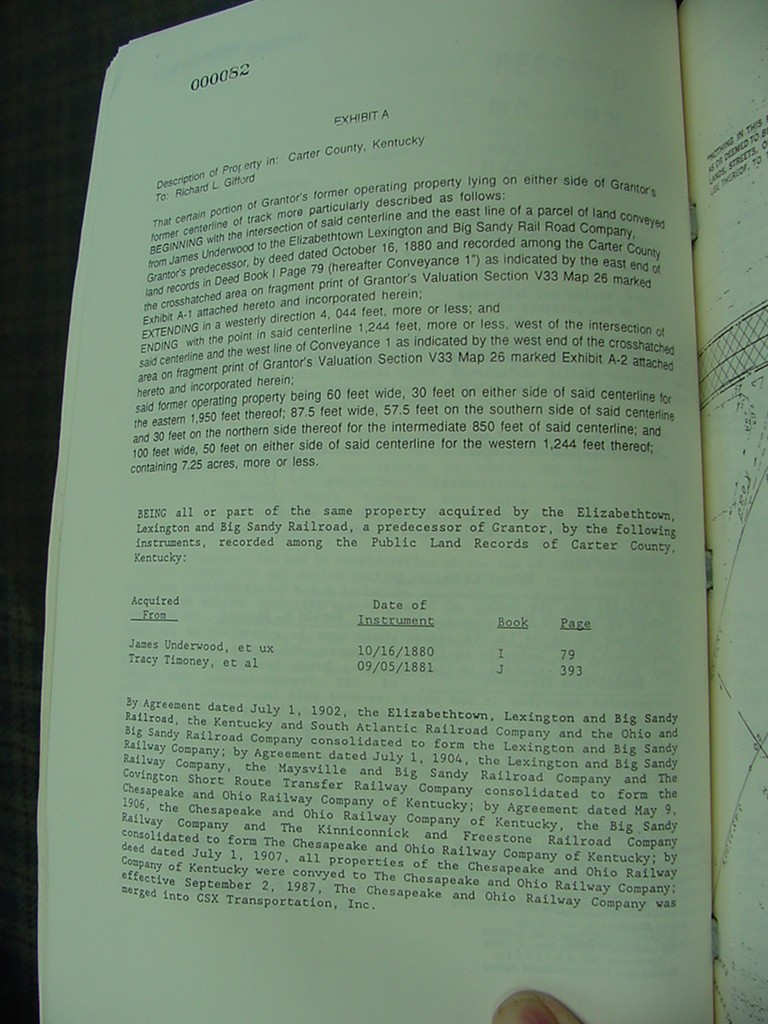 000082
EXHIBIT A
Description of Property in: Carter County, Kentucky
To: Richard L. Gifford
That certain portion of Grantor's former operating property lying on either side of Grantor's
former centerline of track more particularly described as follows:
BEGINNING with the intersection of said centerline and the east line of a parcel of land conveyed
from James Underwood to the Elizabethtown Lexington and Big Sandy Rail Road Company,
Grantor's predecessor, by deed dated October 16, 1880 and recorded among the Carter County
land records in Deed Book I Page 79 (hereafter Conveyance 1") as indicated by the east end of
the crosshatched area on fragment print of Grantor's Valuation Section V33 Map 26 marked
Exhibit A-1 attached hereto and incorporated herein;
EXTENDING in a westerly direction 4, 044 feet, more or less; and
ENDING with the point in said centerline 1,244 feet, more or less, west of the intersection of
said centerline and the west line of Conveyance 1 as indicated by the west end of the crosshatched
area on fragment print of Grantor's Valuation Section V33 Map 26 marked Exhibit A-2 attached
hereto and incorporated herein;
said former operating property being 60 feet wide, 30 feet on either side of said centerline for
the eastern 1,950 feet thereof; 87.5 feet wide, 57.5 feet on the southern side of said centerline
and 30 feet on the northern side thereof for the intermediate 850 feet of said centerline; and
100 feet wide, 50 feet on either side of said centerline for the western 1,244 feet thereof;
containing 7.25 acres, more or less.
BEING all or part of the same property acquired by the Elizabethtown,
Lexington and Big Sandy Railroad, a predecessor of Grantor, by the following
instruments, recorded among the Public Land Records of Carter County,
Kentucky:
Acquired From Date of Instrument Book Page
James Underwood, et ux 10/16/1880 I 79
Tracy Timoney, et al 09/05/1881 J 393
By Agreement dated July 1, 1902, the Elizabethtown, Lexington and Big Sandy
Railroad, the Kentucky and South Atlantic Railroad Company and the Ohio and
Big Sandy Railroad Company consolidated to form the Lexington and Big Sandy
Railway Company; by Agreement dated July 1, 1904, the Lexington and Big Sandy
Railway Company, the Maysville and Big Sandy Railroad Company and The
Covington Short Route Transfer Railway Company consolidated to form the
Chesapeake and Ohio Railway Company of Kentucky; by Agreement dated May 9,
1906, the Chesapeake and Ohio Railway Company of Kentucky, the Big Sandy
Railway Company and The Kinniconnick and Freestone Railroad Company
consolidated to form The Chesapeake and Ohio Railway Company of Kentucky; by
deed dated July 1, 1907, all properties of the Chesapeake and Ohio Railway
Company of Kentucky were convyed to The Chesapeake and Ohio Railway Company;
effective September 2, 1987, The Chesapeake and Ohio Railway Company was
merged into CSX Transportation, Inc.
NOTHING IN THIS
OR DEEMED TO B
LANDS, STREETS, O
USE THEREOF, TO